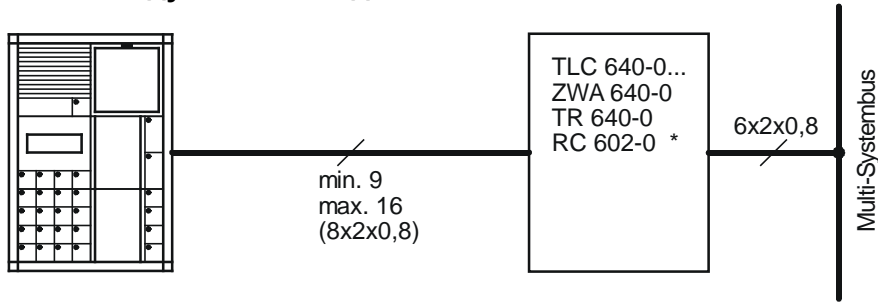 TLC 640-0...
ZWA 640-0
TR 640-0
RC 602-0 *
6x2x0,8
min. 9
max. 16
(8x2x0,8)
Multi-Systembus